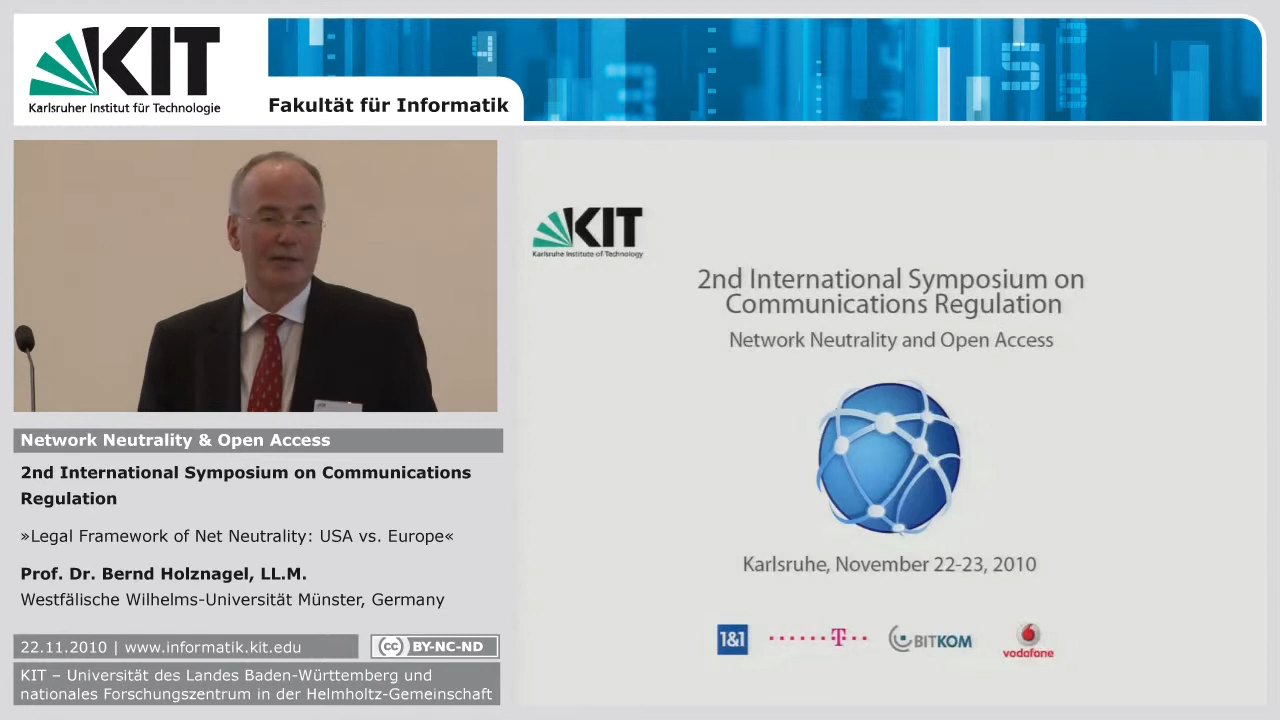 KIT
Karlsruher Institut für Technologie
Fakultät für Informatik
Network Neutrality & Open Access
2nd International Symposium on Communications
Regulation
»Legal Framework of Net Neutrality: USA vs. Europe«
Prof. Dr. Bernd Holznagel, LL.M.
Westfälische Wilhelms-Universität Münster, Germany
22.11.2010 | www.informatik.kit.edu
cc BY-NC-ND
KIT – Universität des Landes Baden-Württemberg und
nationales Forschungszentrum in der Helmholtz-Gemeinschaft
KIT
Karlsruhe Institute of Technology
2nd International Symposium on
Communications Regulation
Network Neutrality and Open Access
Karlsruhe, November 22-23, 2010
1&1
T
BITKOM
vodafone